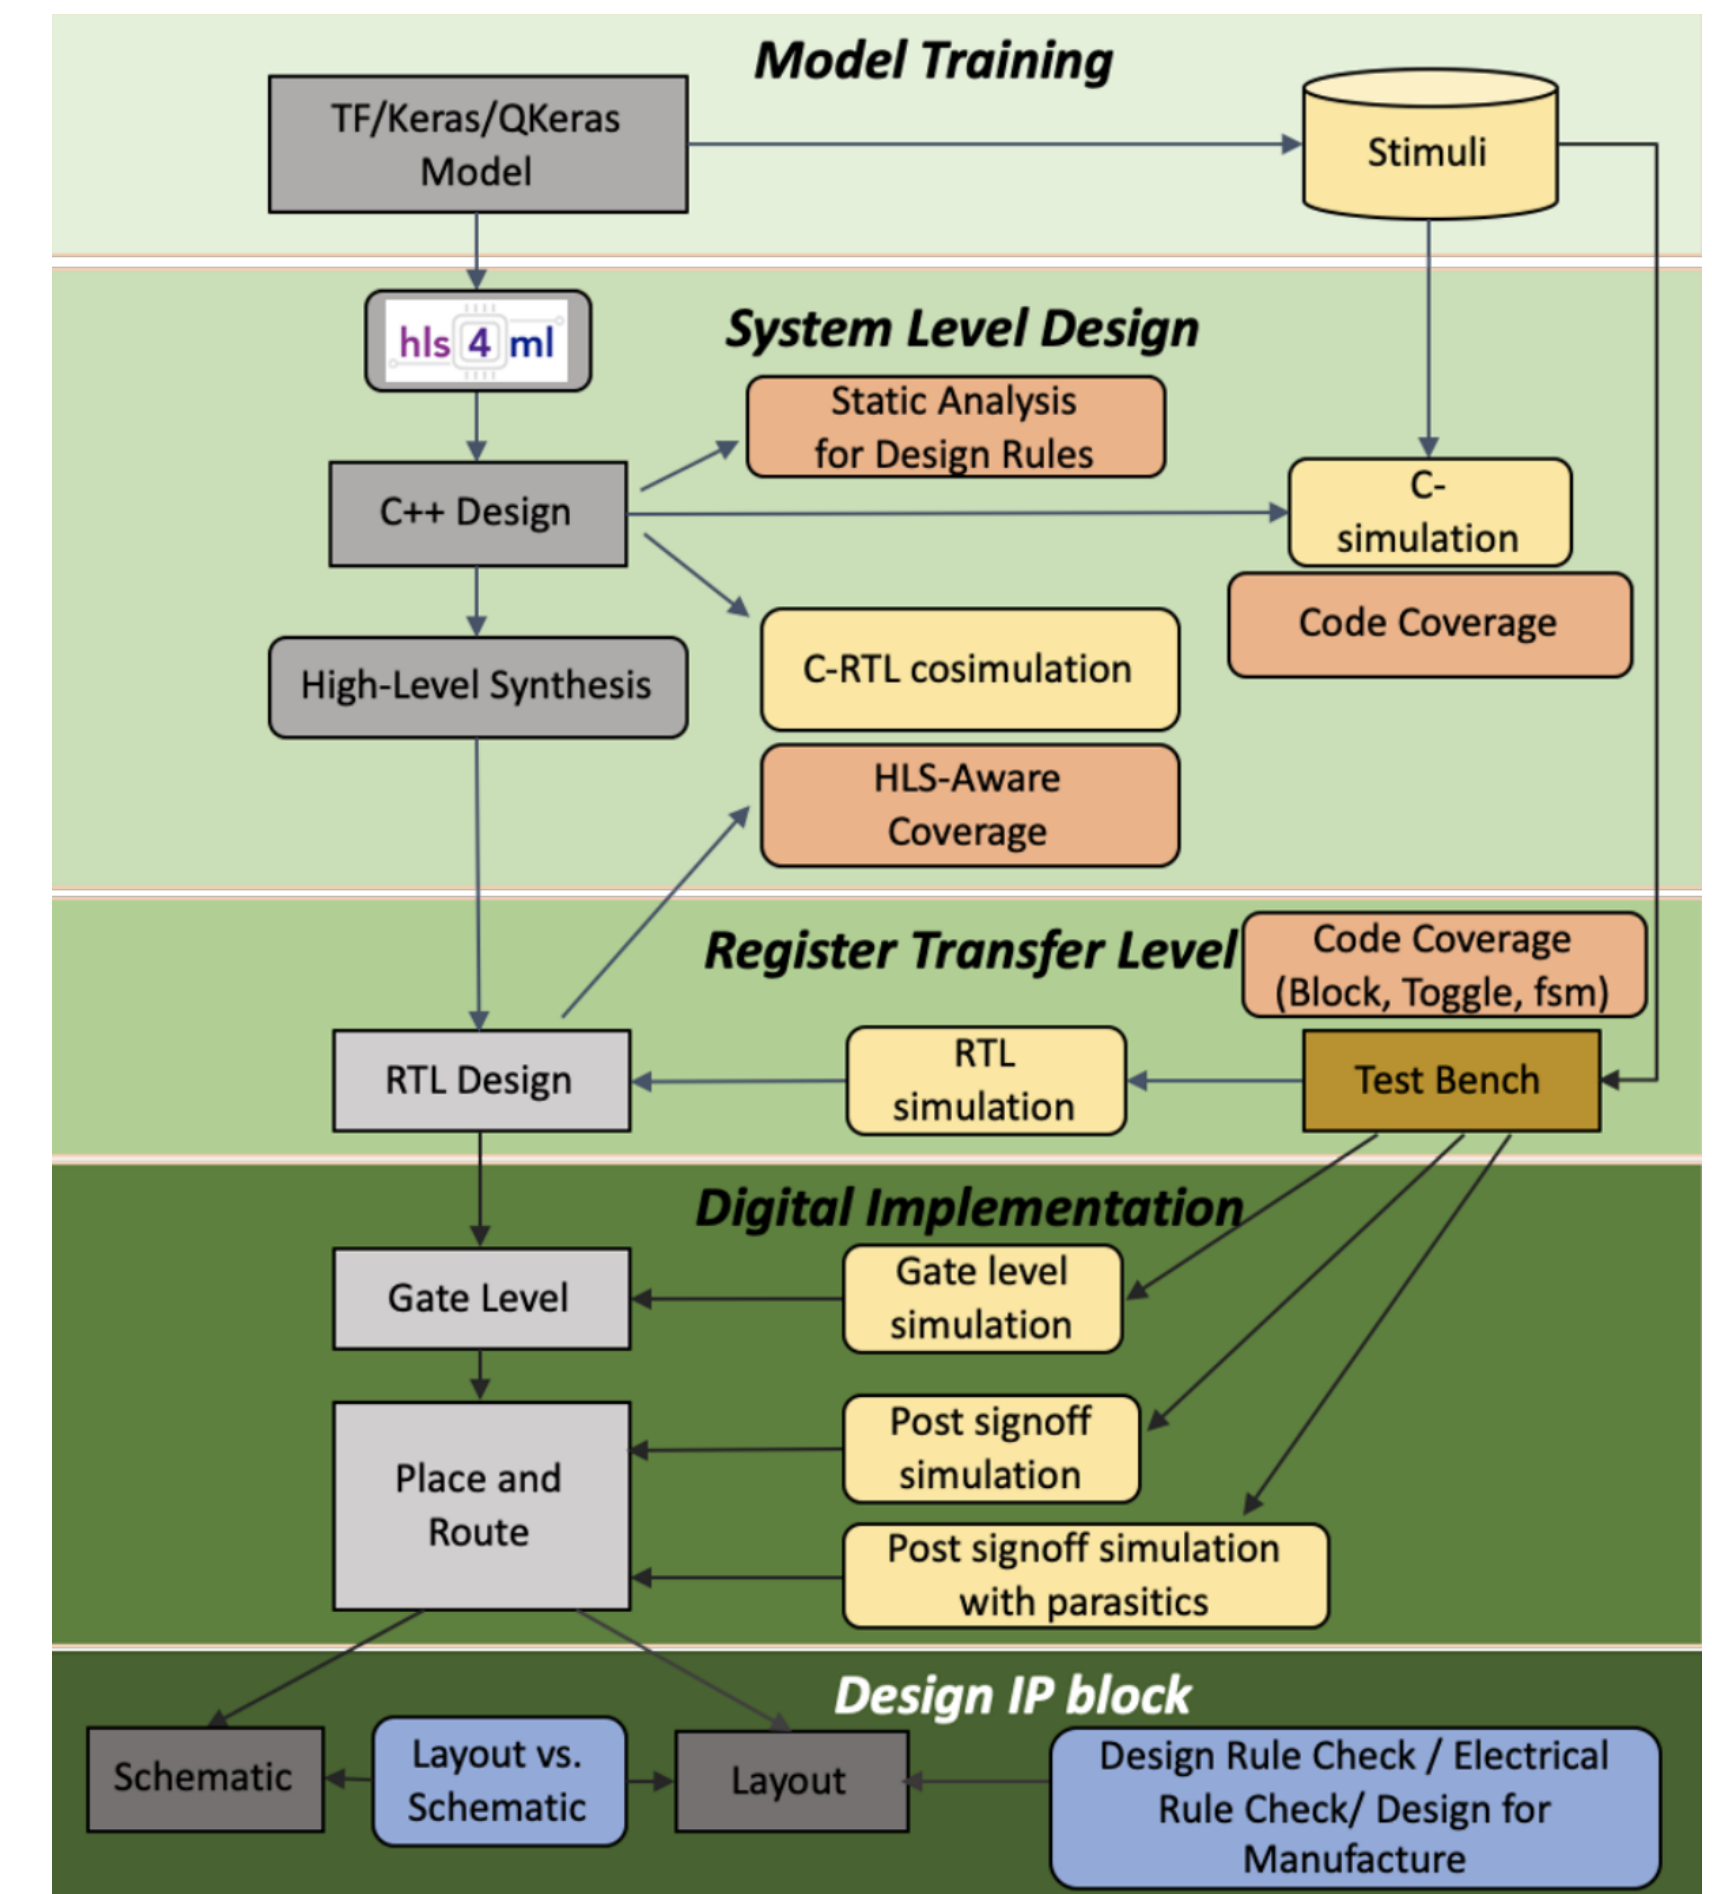 Model Training
TF/Keras/QKeras
Model
Stimuli
hls 4 ml
System Level Design
Static Analysis
for Design Rules
C++ Design
C-
simulation
Code Coverage
High-Level Synthesis
C-RTL cosimulation
HLS-Aware
Coverage
Register Transfer Level
Code Coverage
(Block, Toggle, fsm)
RTL Design
RTL
simulation
Test Bench
Digital Implementation
Gate Level
Gate level
simulation
Place and
Route
Post signoff
simulation
Post signoff simulation
with parasitics
Design IP block
Schematic
Layout vs.
Schematic
Layout
Design Rule Check / Electrical
Rule Check/ Design for
Manufacture